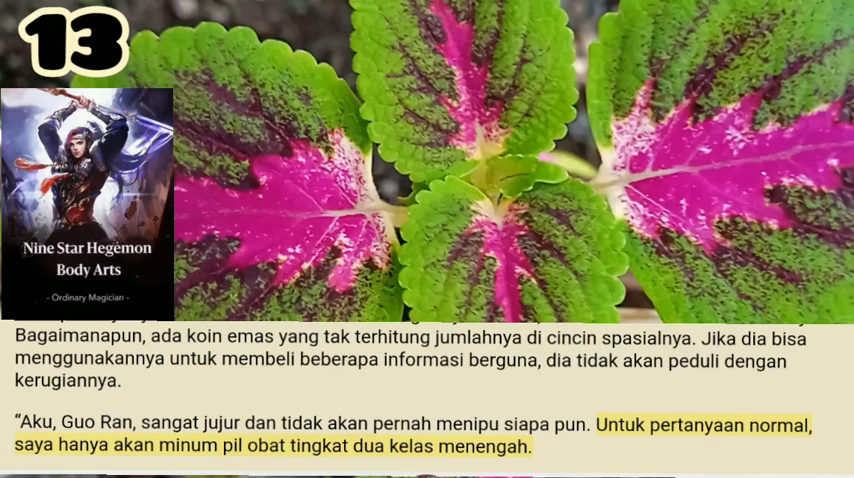 13
Nine Star Hegemon
Body Arts
- Ordinary Magician -
Bagaimanapun, ada koin emas yang tak terhitung jumlahnya di cincin spasialnya. Jika dia bisa
menggunakannya untuk membeli beberapa informasi berguna, dia tidak akan peduli dengan
kerugiannya.
“Aku, Guo Ran, sangat jujur dan tidak akan pernah menipu siapa pun. Untuk pertanyaan normal,
saya hanya akan minum pil obat tingkat dua kelas menengah.